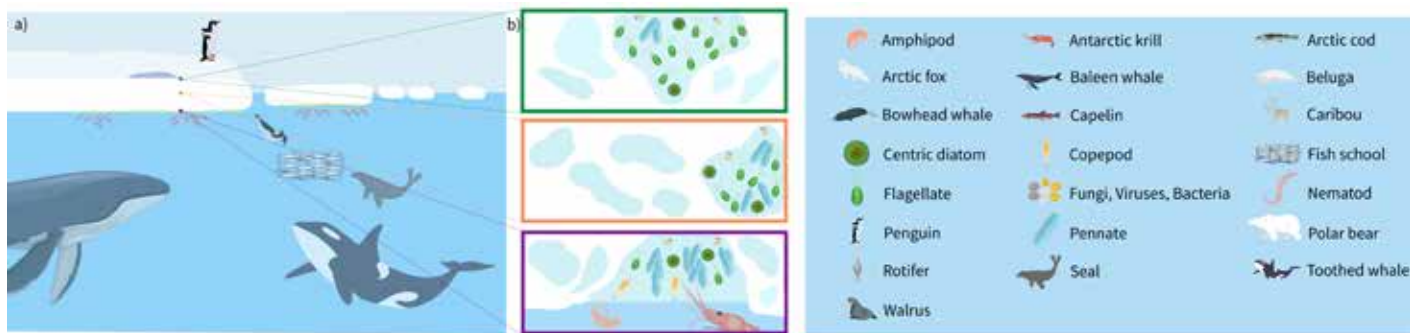 a)
b)
Amphipod
Antarctic krill
Arctic cod
Arctic fox
Baleen whale
Beluga
Bowhead whale
Capelin
Caribou
Centric diatom
Copepod
Fish school
Flagellate
Fungi, Viruses, Bacteria
Nematod
Penguin
Pennate
Polar bear
Rotifer
Seal
Toothed whale
Walrus